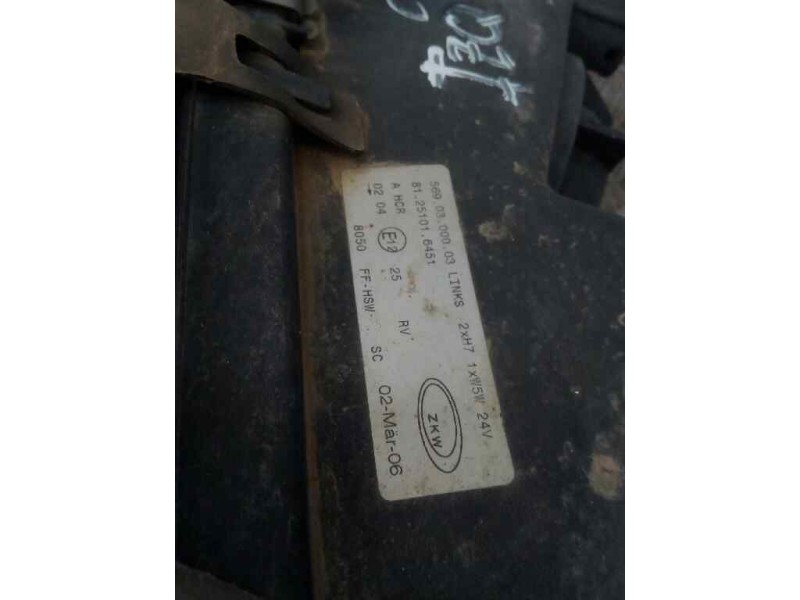 569.03.000.03 LINKS 2xH7 1xW5W 24V
81.25101.6451
A HCR E12 25 RV
02 04
8050 FF-HSW SC 02-Mär-06
ZKW